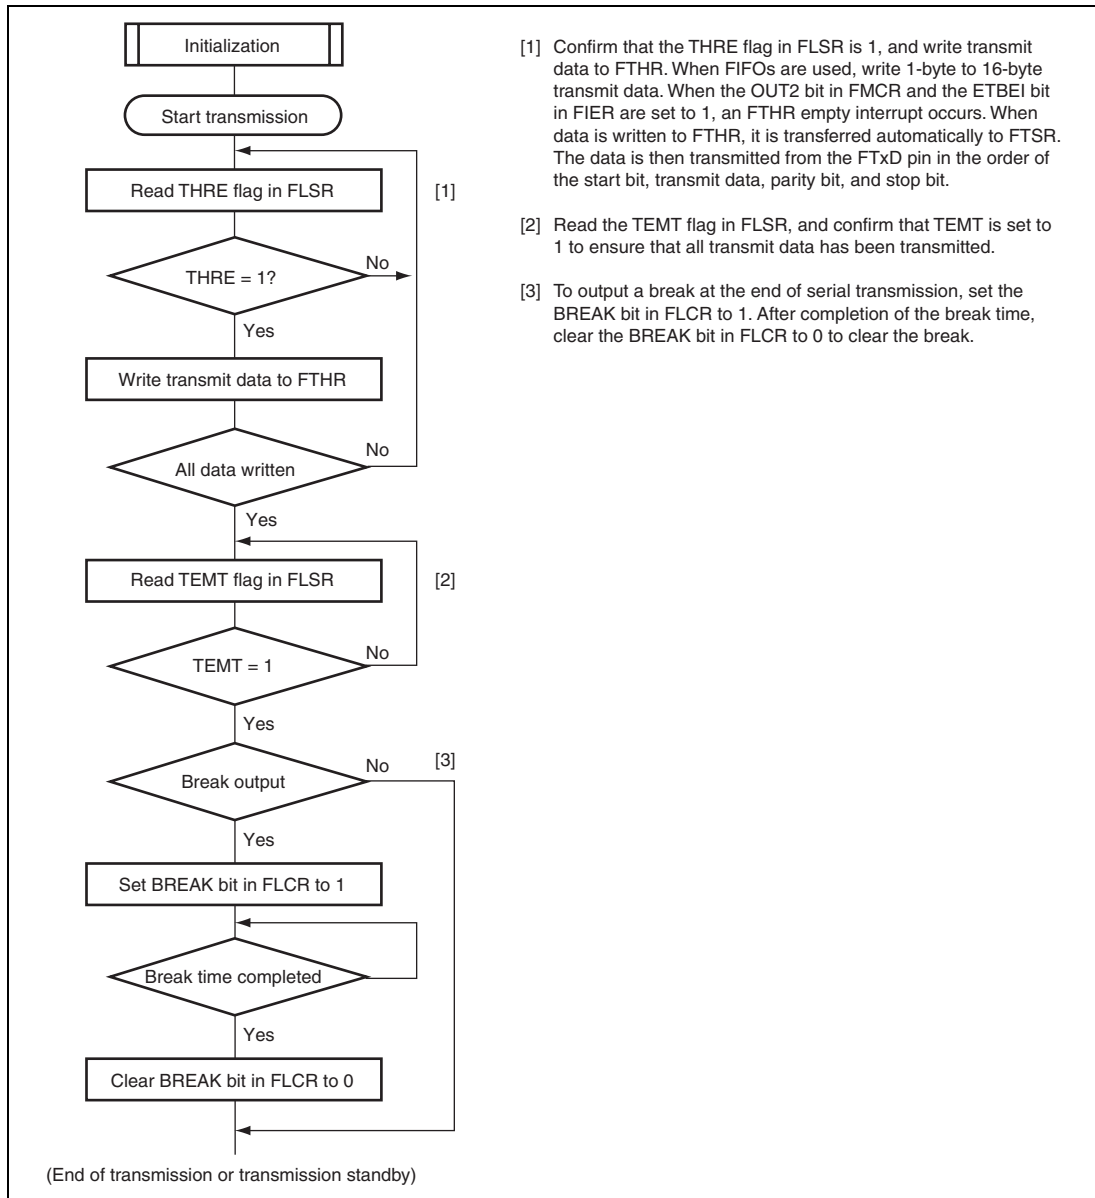 Initialization
Start transmission
Read THRE flag in FLSR
[1]
THRE = 1?
No
Yes
Write transmit data to FTHR
All data written
No
Yes
Read TEMT flag in FLSR
[2]
TEMT = 1
No
Yes
Break output
No
[3]
Yes
Set BREAK bit in FLCR to 1
Break time completed
Yes
Clear BREAK bit in FLCR to 0
(End of transmission or transmission standby)
[1] Confirm that the THRE flag in FLSR is 1, and write transmit
data to FTHR. When FIFOs are used, write 1-byte to 16-byte
transmit data. When the OUT2 bit in FMCR and the ETBEI bit
in FIER are set to 1, an FTHR empty interrupt occurs. When
data is written to FTHR, it is transferred automatically to FTSR.
The data is then transmitted from the FTxD pin in the order of
the start bit, transmit data, parity bit, and stop bit.
[2] Read the TEMT flag in FLSR, and confirm that TEMT is set to
1 to ensure that all transmit data has been transmitted.
[3] To output a break at the end of serial transmission, set the
BREAK bit in FLCR to 1. After completion of the break time,
clear the BREAK bit in FLCR to 0 to clear the break.